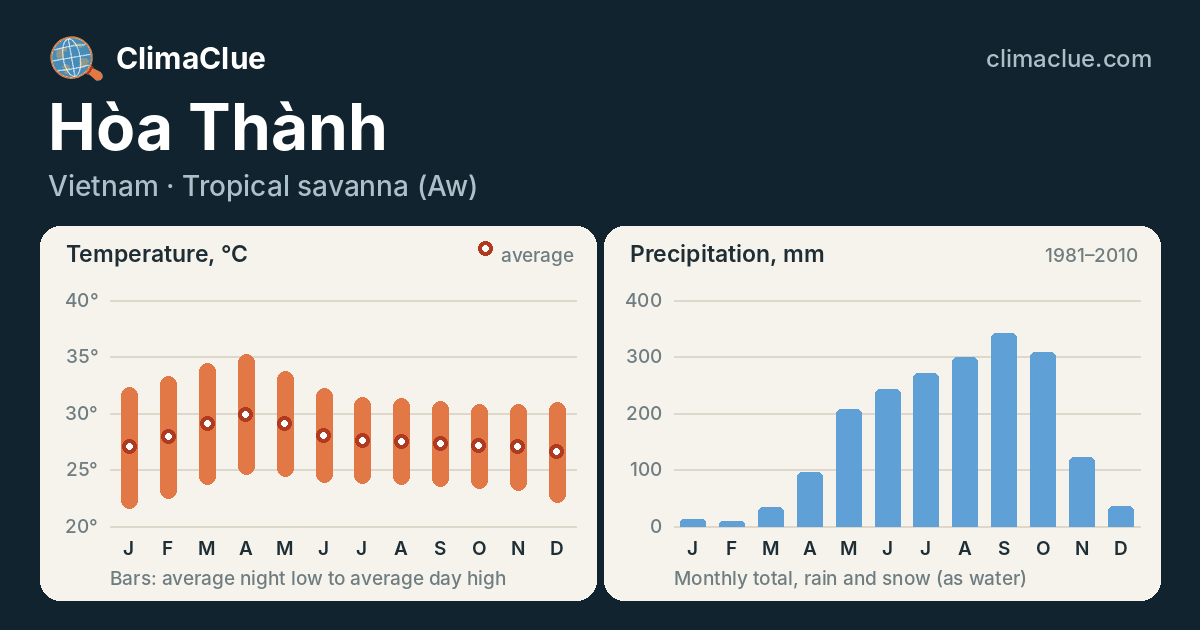 ClimaClue
climaclue.com
Hòa Thành
Vietnam · Tropical savanna (Aw)
Temperature, °C
average
40°
35°
30°
25°
20°
J F M A M J J A S O N D
Bars: average night low to average day high
Precipitation, mm
1981–2010
400
300
200
100
0
J F M A M J J A S O N D
Monthly total, rain and snow (as water)